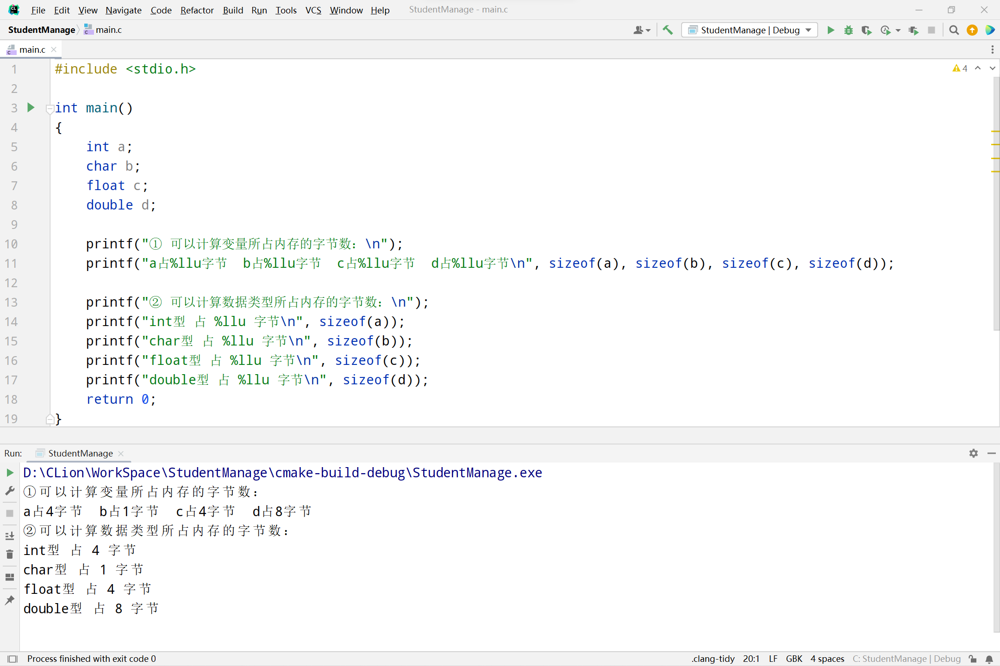 File Edit View Navigate Code Refactor Build Run Tools VCS Window Help StudentManage - main.c
StudentManage main.c StudentManage | Debug
main.c
4
1 #include <stdio.h>
2
3 int main()
4 {
5 int a;
6 char b;
7 float c;
8 double d;
9
10 printf("① 可以计算变量所占内存的字节数：\n");
11 printf("a占%llu字节  b占%llu字节  c占%llu字节  d占%llu字节\n", sizeof(a), sizeof(b), sizeof(c), sizeof(d));
12
13 printf("② 可以计算数据类型所占内存的字节数：\n");
14 printf("int型 占 %llu 字节\n", sizeof(a));
15 printf("char型 占 %llu 字节\n", sizeof(b));
16 printf("float型 占 %llu 字节\n", sizeof(c));
17 printf("double型 占 %llu 字节\n", sizeof(d));
18 return 0;
19 }
Run: StudentManage
D:\CLion\WorkSpace\StudentManage\cmake-build-debug\StudentManage.exe
①可以计算变量所占内存的字节数：
a占4字节  b占1字节  c占4字节  d占8字节
②可以计算数据类型所占内存的字节数：
int型 占 4 字节
char型 占 1 字节
float型 占 4 字节
double型 占 8 字节
Process finished with exit code 0 .clang-tidy 20:1 LF GBK 4 spaces C: StudentManage | Debug